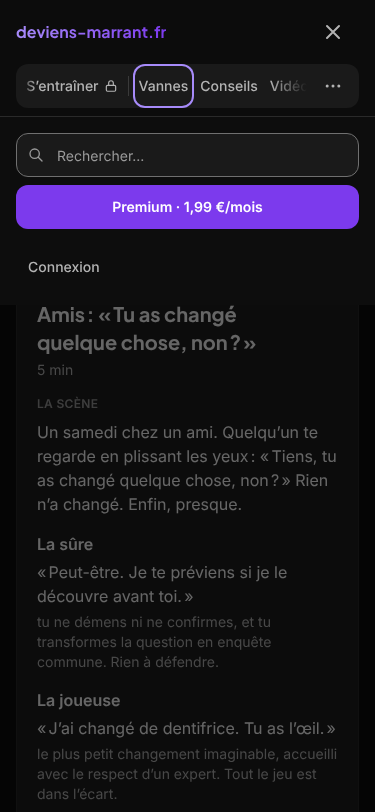 deviens-marrant.fr
S'entraîner
Vannes
Conseils
Vidéo
Rechercher...
Premium · 1,99 €/mois
Connexion
Amis : « Tu as changé
quelque chose, non ? »
5 min
LA SCÈNE
Un samedi chez un ami. Quelqu'un te
regarde en plissant les yeux : « Tiens, tu
as changé quelque chose, non ? » Rien
n'a changé. Enfin, presque.
La sûre
« Peut-être. Je te préviens si je le
découvre avant toi. »
tu ne démens ni ne confirmes, et tu
transformes la question en enquête
commune. Rien à défendre.
La joueuse
« J'ai changé de dentifrice. Tu as l'œil. »
le plus petit changement imaginable, accueilli
avec le respect d'un expert. Tout le jeu est
dans l'écart.